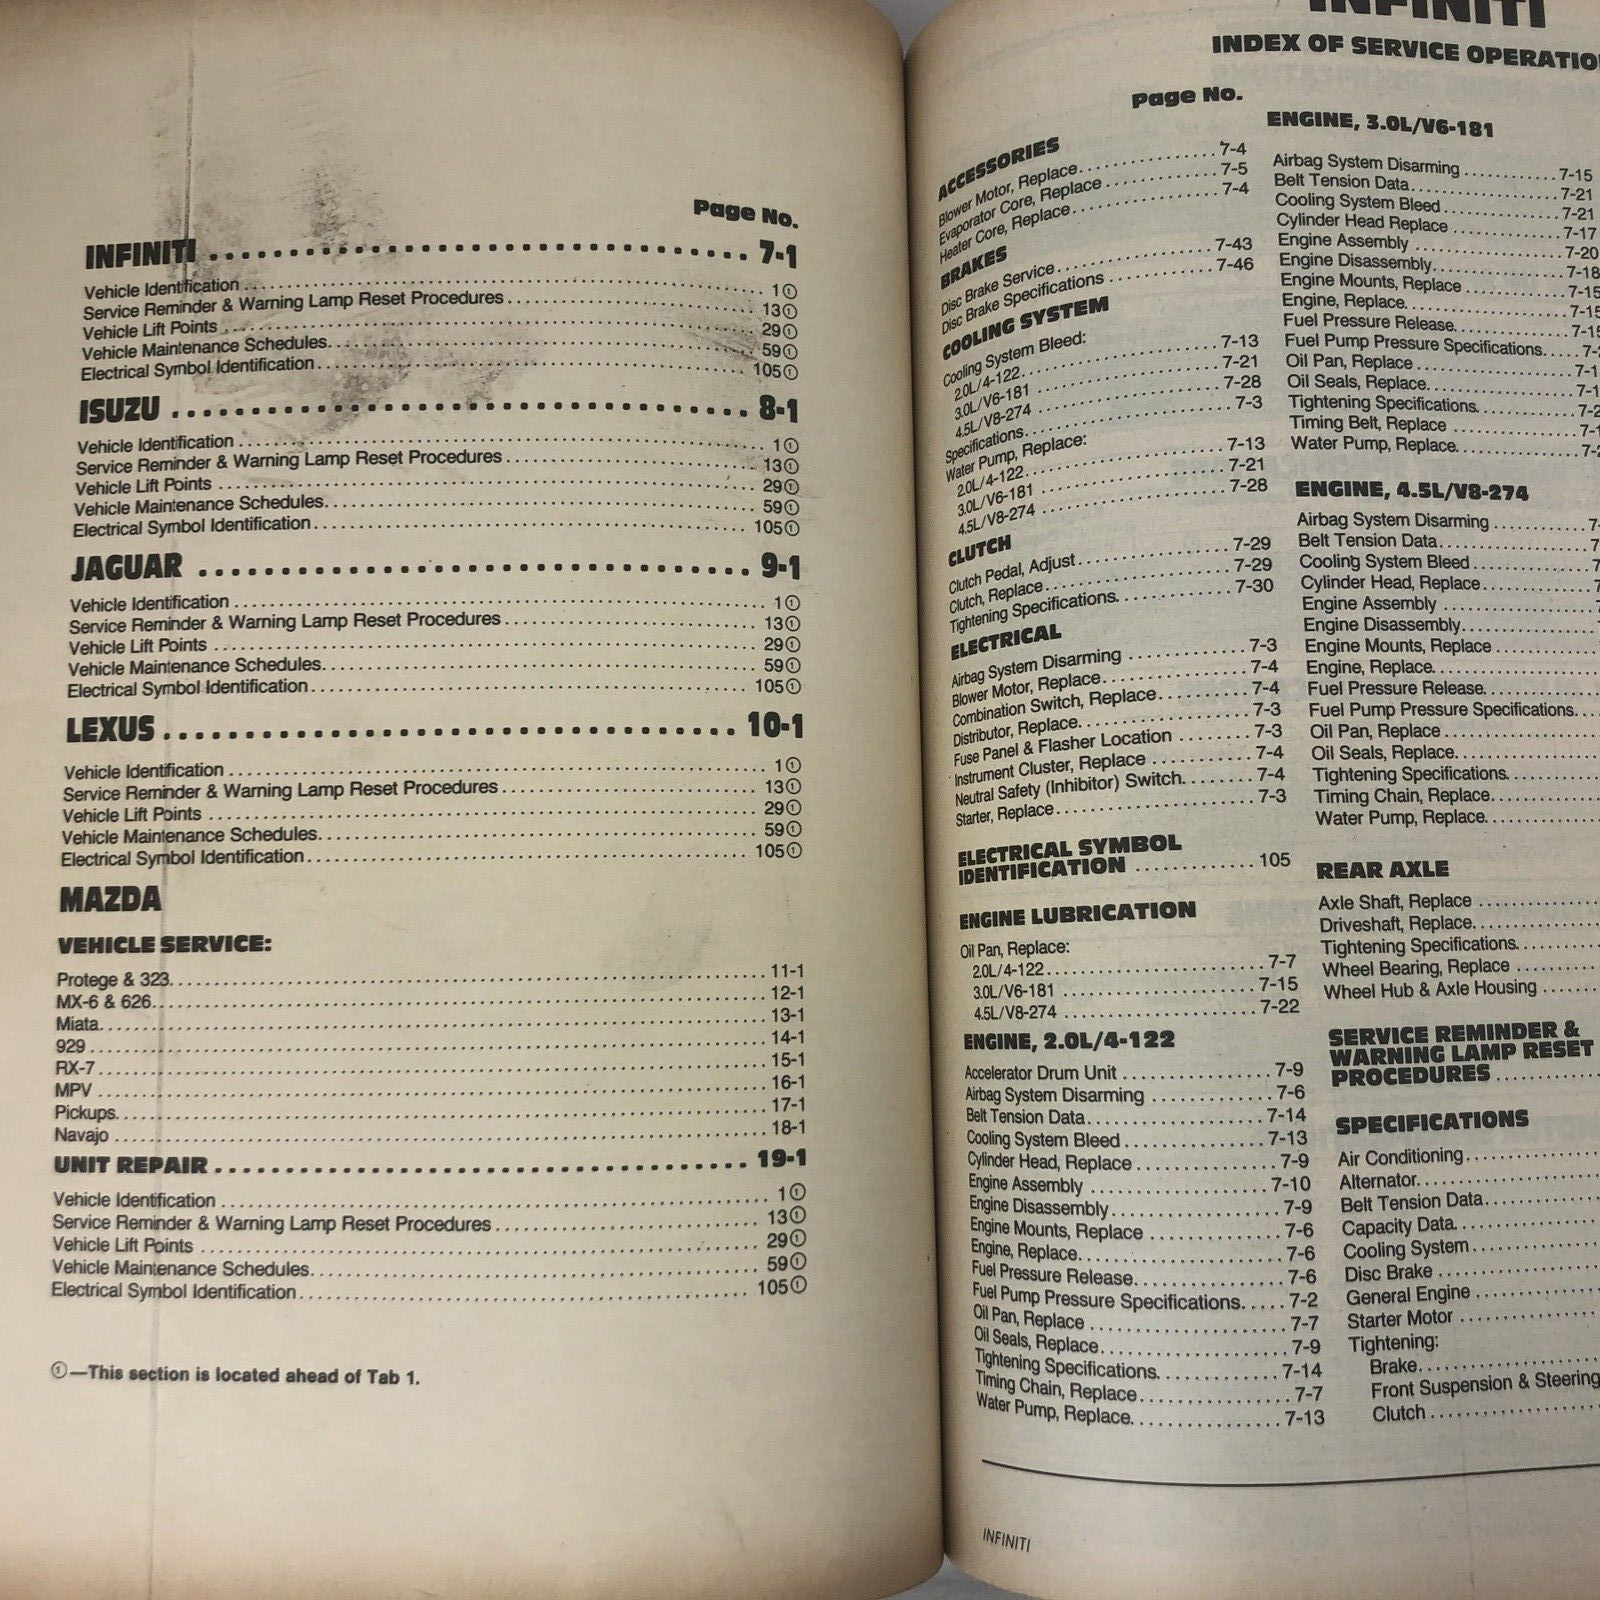 Page No.
INFINITI 7-1
Vehicle Identification 1①
Service Reminder & Warning Lamp Reset Procedures 13①
Vehicle Lift Points 29①
Vehicle Maintenance Schedules 59①
Electrical Symbol Identification 105①
ISUZU 8-1
Vehicle Identification 1①
Service Reminder & Warning Lamp Reset Procedures 13①
Vehicle Lift Points 29①
Vehicle Maintenance Schedules 59①
Electrical Symbol Identification 105①
JAGUAR 9-1
Vehicle Identification 1①
Service Reminder & Warning Lamp Reset Procedures 13①
Vehicle Lift Points 29①
Vehicle Maintenance Schedules 59①
Electrical Symbol Identification 105①
LEXUS 10-1
Vehicle Identification 1①
Service Reminder & Warning Lamp Reset Procedures 13①
Vehicle Lift Points 29①
Vehicle Maintenance Schedules 59①
Electrical Symbol Identification 105①
MAZDA
VEHICLE SERVICE:
Protege & 323 11-1
MX-6 & 626 12-1
Miata 13-1
929 14-1
RX-7 15-1
MPV 16-1
Pickups 17-1
Navajo 18-1
UNIT REPAIR 19-1
Vehicle Identification 1①
Service Reminder & Warning Lamp Reset Procedures 13①
Vehicle Lift Points 29①
Vehicle Maintenance Schedules 59①
Electrical Symbol Identification 105①
①—This section is located ahead of Tab 1.
INFINITI
INDEX OF SERVICE
Page No.
ACCESSORIES
Blower Motor, Replace 7-4
Evaporator Core, Replace 7-5
Heater Core, Replace 7-4
BRAKES
Disc Brake Service 7-43
Disc Brake Specifications 7-46
COOLING SYSTEM
Cooling System Bleed:
2.0L/4-122 7-13
3.0L/V6-181 7-21
4.5L/V8-274 7-28
Specifications 7-3
Water Pump, Replace:
2.0L/4-122 7-13
3.0L/V6-181 7-21
4.5L/V8-274 7-28
CLUTCH
Clutch Pedal, Adjust 7-29
Clutch, Replace 7-29
Tightening Specifications 7-30
ELECTRICAL
Airbag System Disarming 7-3
Blower Motor, Replace 7-4
Combination Switch, Replace 7-4
Distributor, Replace 7-3
Fuse Panel & Flasher Location 7-3
Instrument Cluster, Replace 7-4
Neutral Safety (Inhibitor) Switch 7-4
Starter, Replace 7-3
ELECTRICAL SYMBOL
IDENTIFICATION 105
ENGINE LUBRICATION
Oil Pan, Replace:
2.0L/4-122 7-7
3.0L/V6-181 7-15
4.5L/V8-274 7-22
ENGINE, 2.0L/4-122
Accelerator Drum Unit 7-9
Airbag System Disarming 7-6
Belt Tension Data 7-14
Cooling System Bleed 7-13
Cylinder Head, Replace 7-9
Engine Assembly 7-10
Engine Disassembly 7-9
Engine Mounts, Replace 7-6
Engine, Replace 7-6
Fuel Pressure Release 7-6
Fuel Pump Pressure Specifications 7-2
Oil Pan, Replace 7-7
Oil Seals, Replace 7-9
Tightening Specifications 7-14
Timing Chain, Replace 7-7
Water Pump, Replace 7-13
ENGINE, 3.0L/V6-181
Airbag System Disarming 7-15
Belt Tension Data 7-21
Cooling System Bleed 7-21
Cylinder Head Replace 7-17
Engine Assembly 7-20
Engine Disassembly 7-18
Engine Mounts, Replace 7-15
Engine, Replace 7-15
Fuel Pressure Release 7-15
Fuel Pump Pressure Specifications
Oil Pan, Replace
Oil Seals, Replace
Tightening Specifications
Timing Belt, Replace
Water Pump, Replace
ENGINE, 4.5L/V8-274
Airbag System Disarming
Belt Tension Data
Cooling System Bleed
Cylinder Head, Replace
Engine Assembly
Engine Disassembly
Engine Mounts, Replace
Engine, Replace
Fuel Pressure Release
Fuel Pump Pressure Specifications
Oil Pan, Replace
Oil Seals, Replace
Tightening Specifications
Timing Chain, Replace
Water Pump, Replace
REAR AXLE
Axle Shaft, Replace
Driveshaft, Replace
Tightening Specifications
Wheel Bearing, Replace
Wheel Hub & Axle Housing
SERVICE REMINDER &
WARNING LAMP RESET
PROCEDURES
SPECIFICATIONS
Air Conditioning
Alternator
Belt Tension Data
Capacity Data
Cooling System
Disc Brake
General Engine
Starter Motor
Tightening:
Brake
Front Suspension & Steering
Clutch
INFINITI